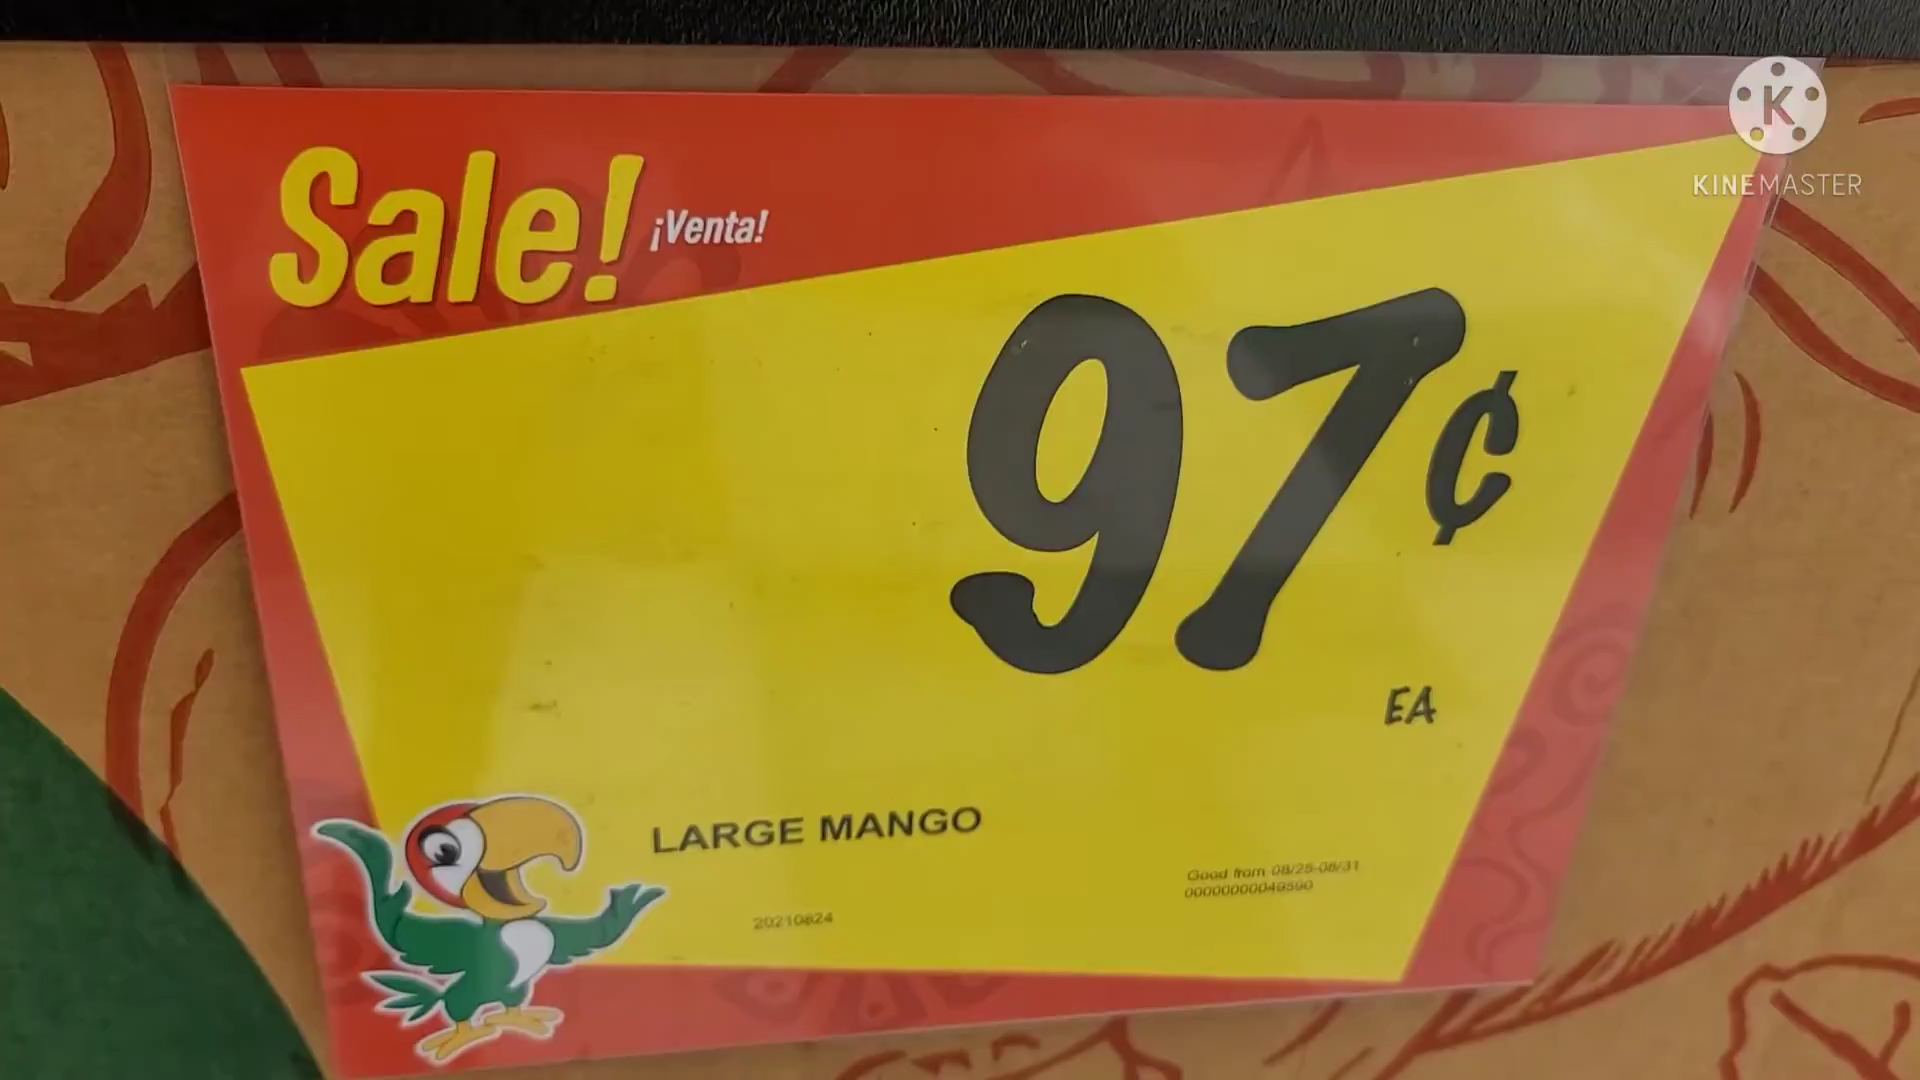 K
KINEMASTER
Sale! ¡Venta!
97¢
EA
LARGE MANGO
Good from 08/25-08/31
00000000049590
20210824